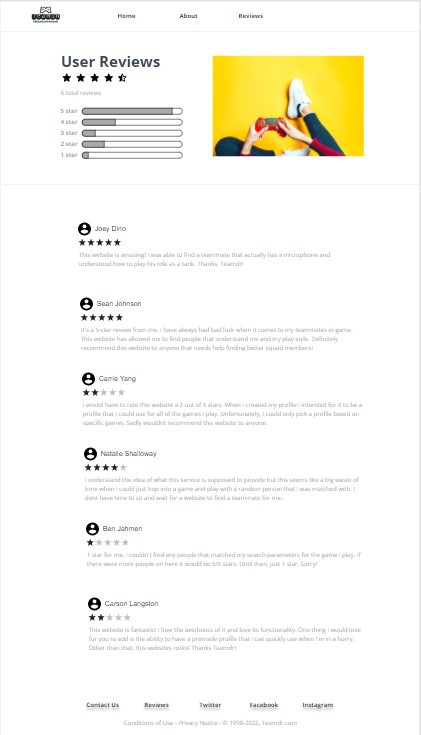 Home About Reviews
User Reviews
6 total reviews
5 star
4 star
3 star
2 star
1 star
Joey Dino
This website is amazing! I was able to find a teammate that actually has a microphone and
understood how to play his role as a tank. Thanks, Teamdr!
Sean Johnson
It's a 5-star review from me. I have always had bad luck when it comes to my teammates in-game.
This website has allowed me to find people that understand me and my play style. Definitely
recommend this website to anyone that needs help finding better squad members!
Carrie Yang
I would have to rate this website a 2 out of 5 stars. When I created my profile I intended for it to be a
profile that I could use for all of the games I play. Unfortunately, I could only pick a profile based on
specific games. Sadly wouldnt recommend this website to anyone.
Natalie Shalloway
I understand the idea of what this service is supposed to provide but this seems like a big waste of
time when I could just hop into a game and play with a random person that I was matched with. I
dont have time to sit and wait for a website to find a teammate for me.
Ben Jahmen
1 star for me. I couldn't find any people that matched my search parameters for the game I play. If
there were more people on here it would be 5/5 stars. Until then, just 1 star. Sorry!
Carson Langston
This website is fantastic! I love the aesthetics of it and love its functionality. One thing I would love
for you to add is the ability to have a premade profile that I can quickly use when I'm in a hurry.
Other than that, this websites rocks! Thanks Teamdr!
Contact Us Reviews Twitter Facebook Instagram
Conditions of Use - Privacy Notice - © 1998-2022, Teamdr.com